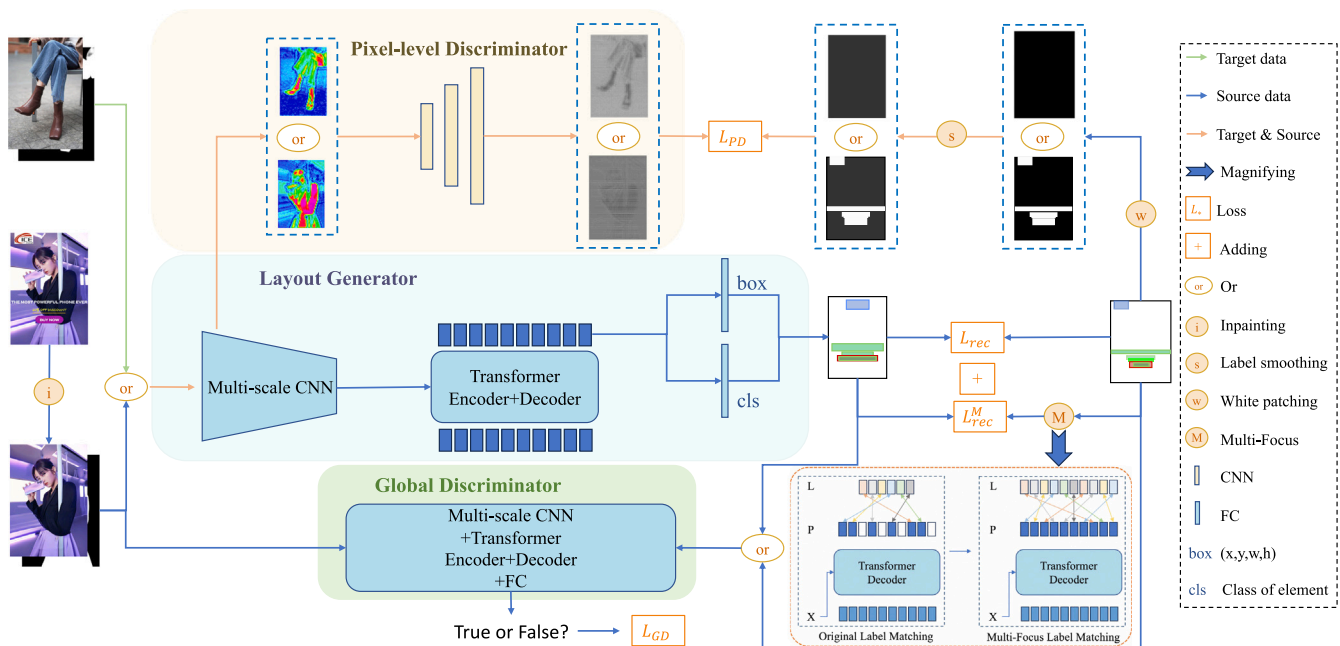 Pixel-level Discriminator
or
or
L_PD
or
s
or
w
ICE
THE MOST POWERFUL PHONE EVER
BUY NOW
i
or
Layout Generator
Multi-scale CNN
Transformer
Encoder+Decoder
box
cls
L_rec
+
L_rec^M
M
Global Discriminator
Multi-scale CNN
+Transformer
Encoder+Decoder
+FC
or
True or False?
L_GD
L
P
Transformer
Decoder
X
Original Label Matching
L
P
Transformer
Decoder
X
Multi-Focus Label Matching
Target data
Source data
Target & Source
Magnifying
L_* Loss
+ Adding
or Or
i Inpainting
s Label smoothing
w White patching
M Multi-Focus
CNN
FC
box (x,y,w,h)
cls Class of element